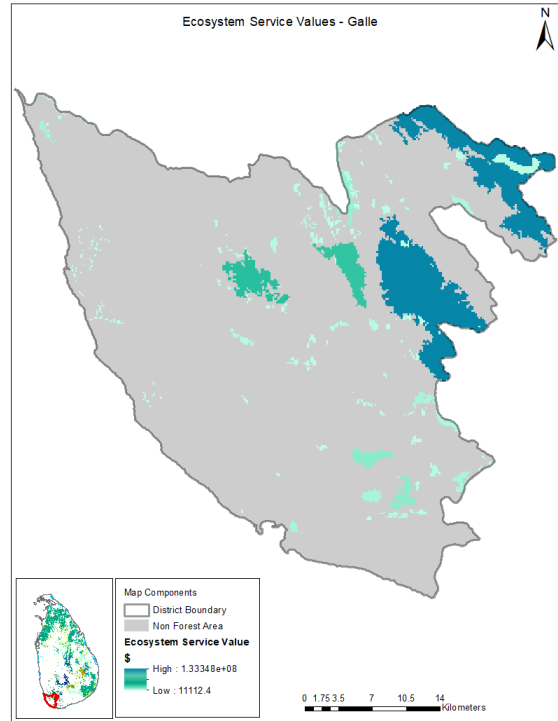 Ecosystem Service Values - Galle
N
Map Components
District Boundary
Non Forest Area
Ecosystem Service Value
$
High : 1.33348e+08
Low : 11112.4
0 1.75 3.5 7 10.5 14
Kilometers